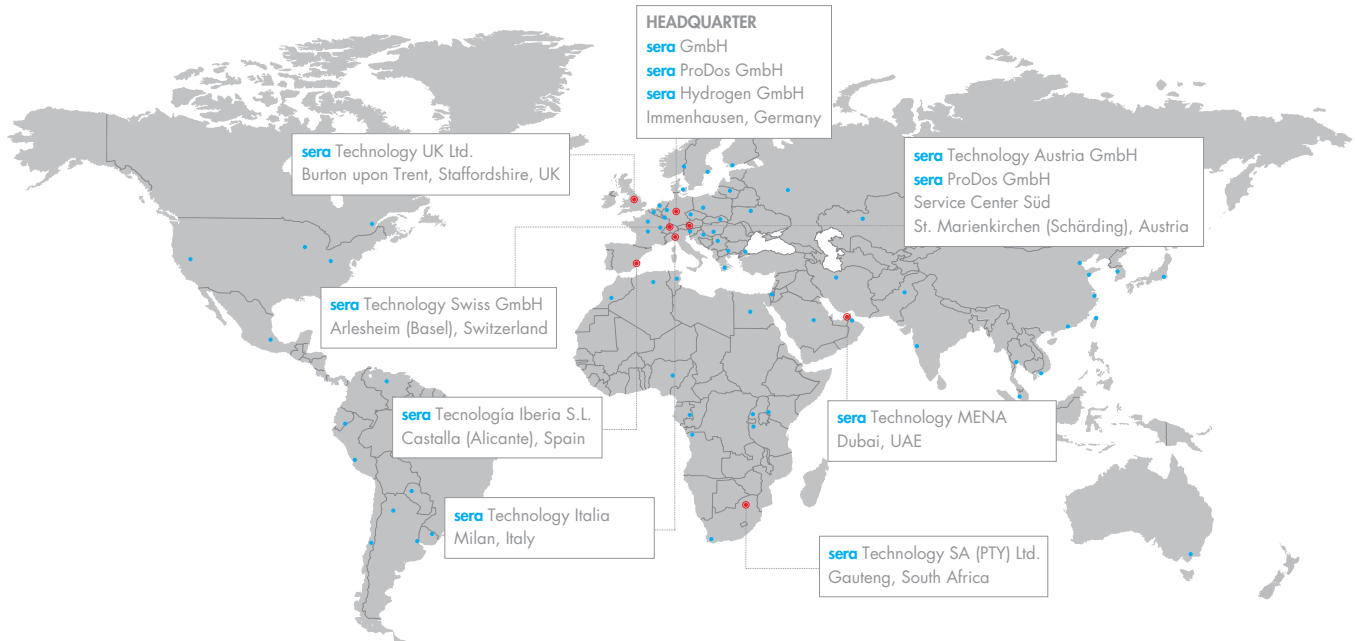 HEADQUARTER
sera GmbH
sera ProDos GmbH
sera Hydrogen GmbH
Immenhausen, Germany
sera Technology UK Ltd.
Burton upon Trent, Staffordshire, UK
sera Technology Austria GmbH
sera ProDos GmbH
Service Center Süd
St. Marienkirchen (Schärding), Austria
sera Technology Swiss GmbH
Arlesheim (Basel), Switzerland
sera Tecnología Iberia S.L.
Castalla (Alicante), Spain
sera Technology MENA
Dubai, UAE
sera Technology Italia
Milan, Italy
sera Technology SA (PTY) Ltd.
Gauteng, South Africa